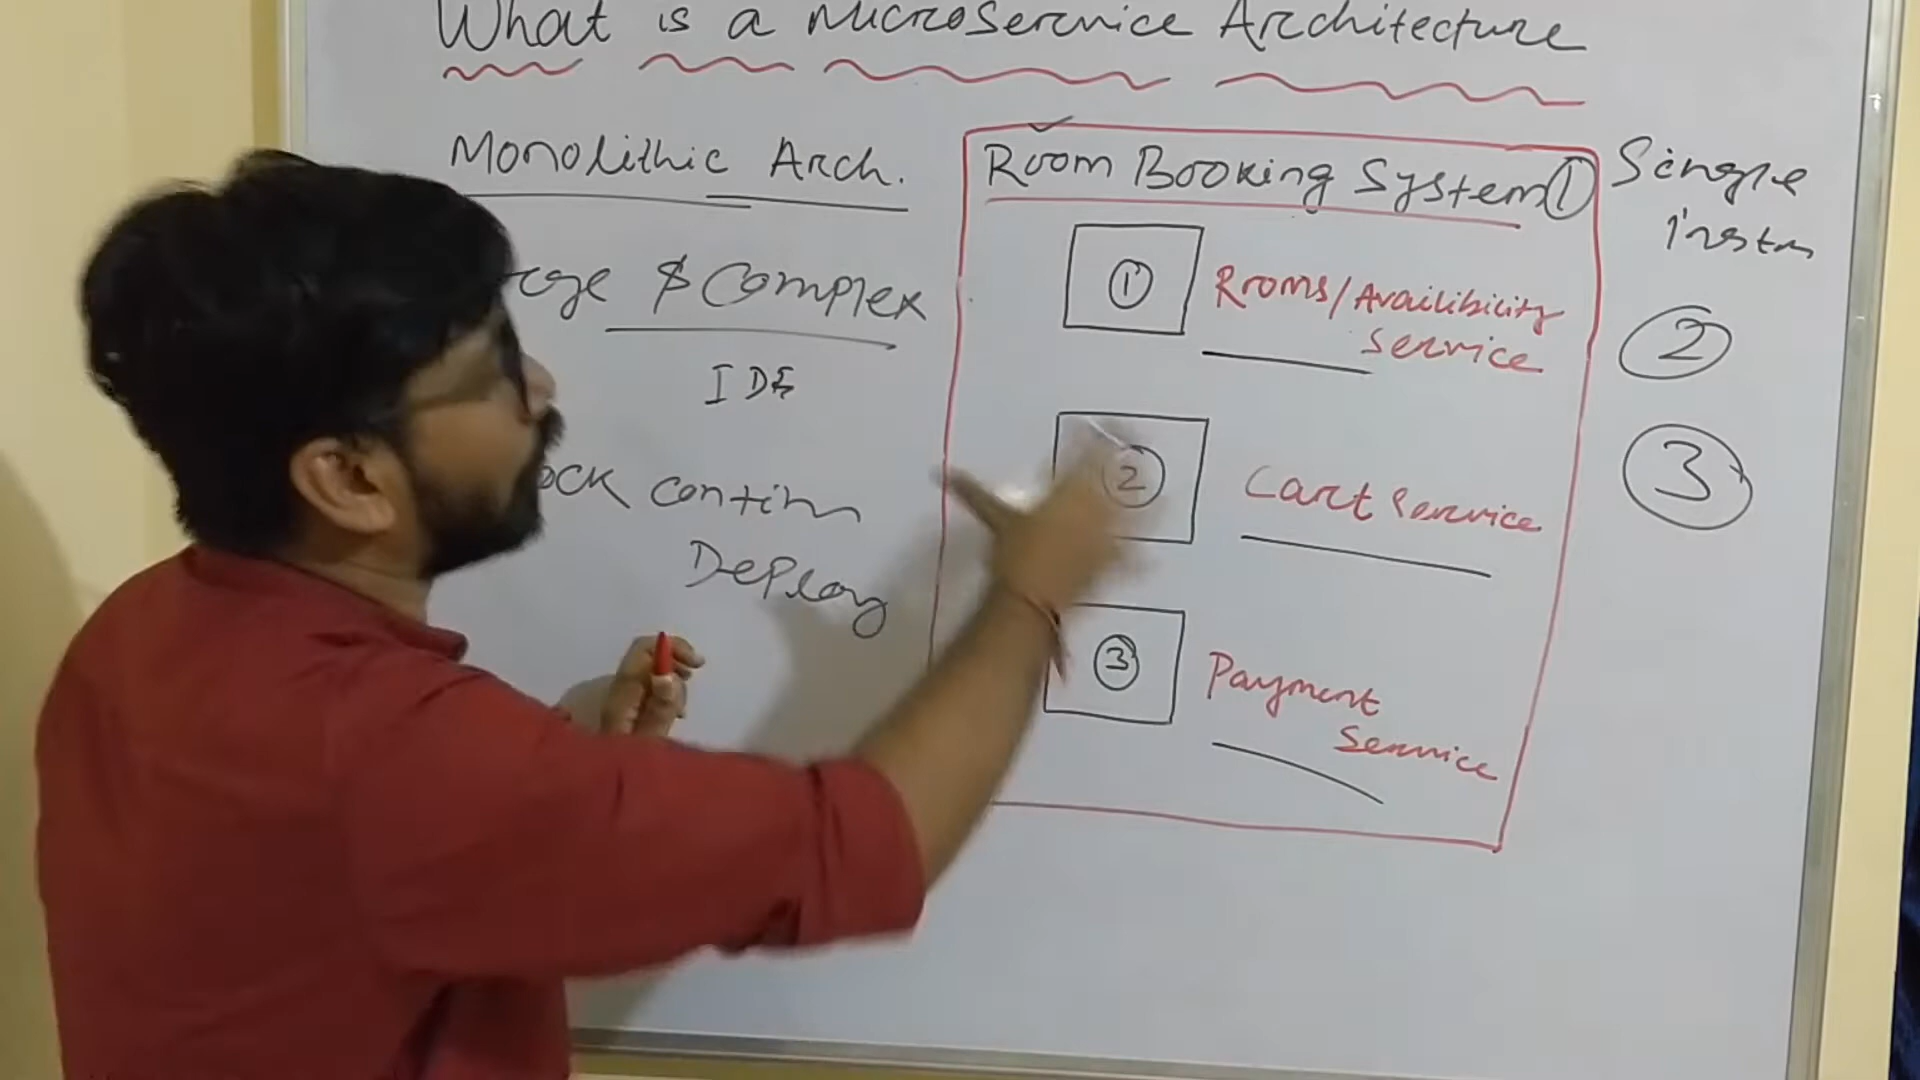 What is a Microservice Architecture
Monolithic Arch.
& Complex
IDE
contin
Deploy
Room Booking System ①
① Rooms/Availibility
Service
② Cart Service
③ Payment
Service
Single
②
③